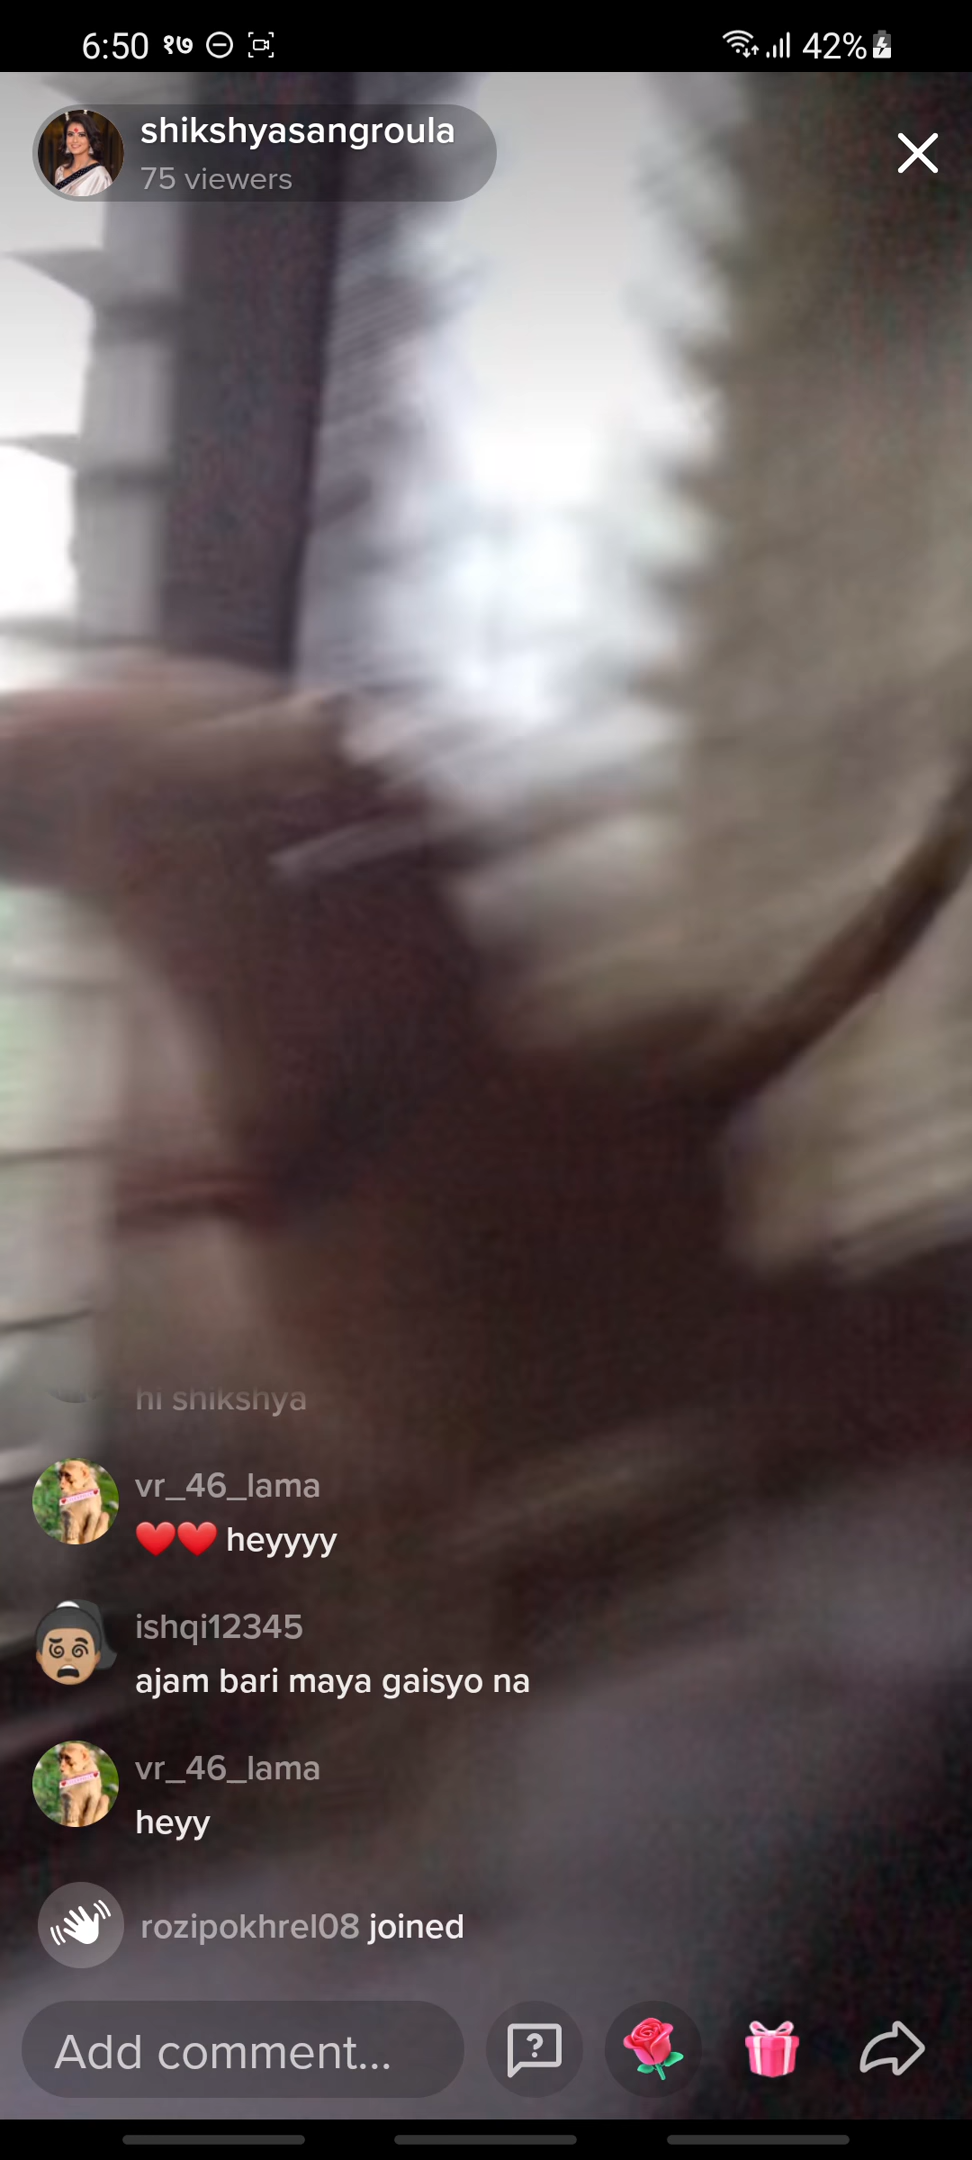 6:50 १७ 42%
shikshyasangroula
75 viewers
hi shikshya
vr_46_lama
❤️❤️ heyyyy
ishqi12345
ajam bari maya gaisyo na
vr_46_lama
heyy
rozipokhrel08 joined
Add comment...